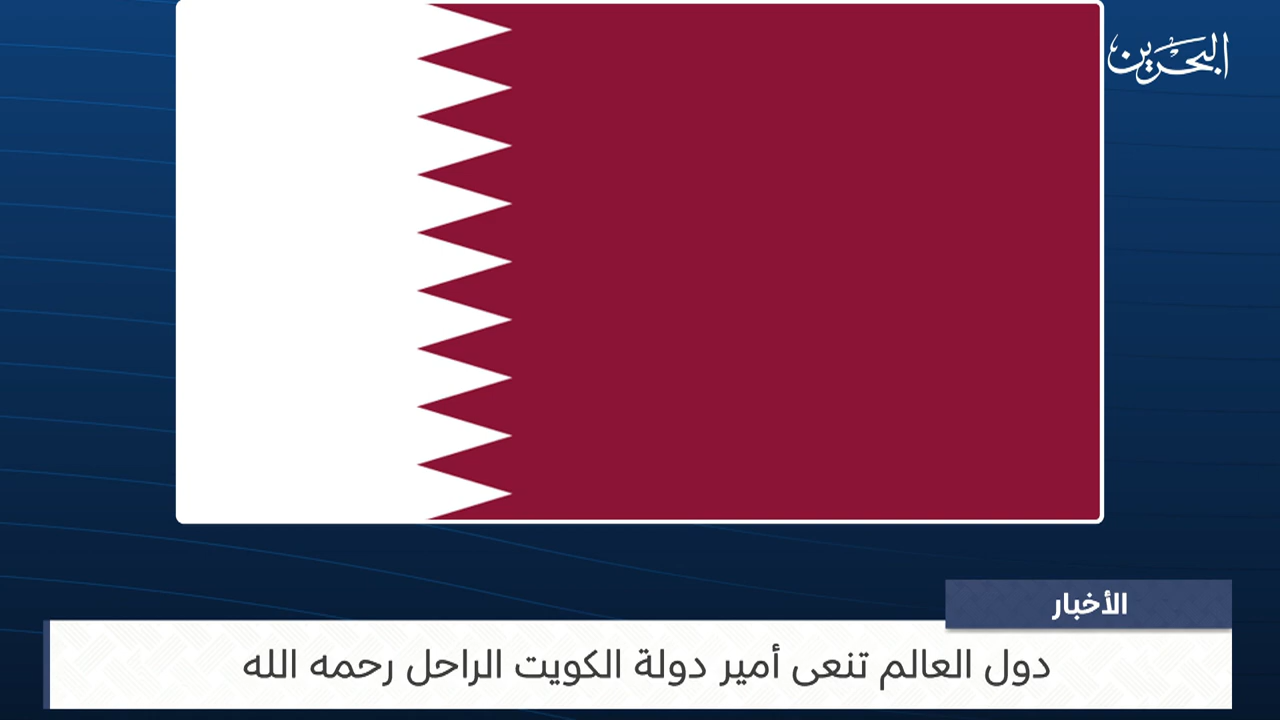 البحرين
الأخبار
دول العالم تنعى أمير دولة الكويت الراحل رحمه الله